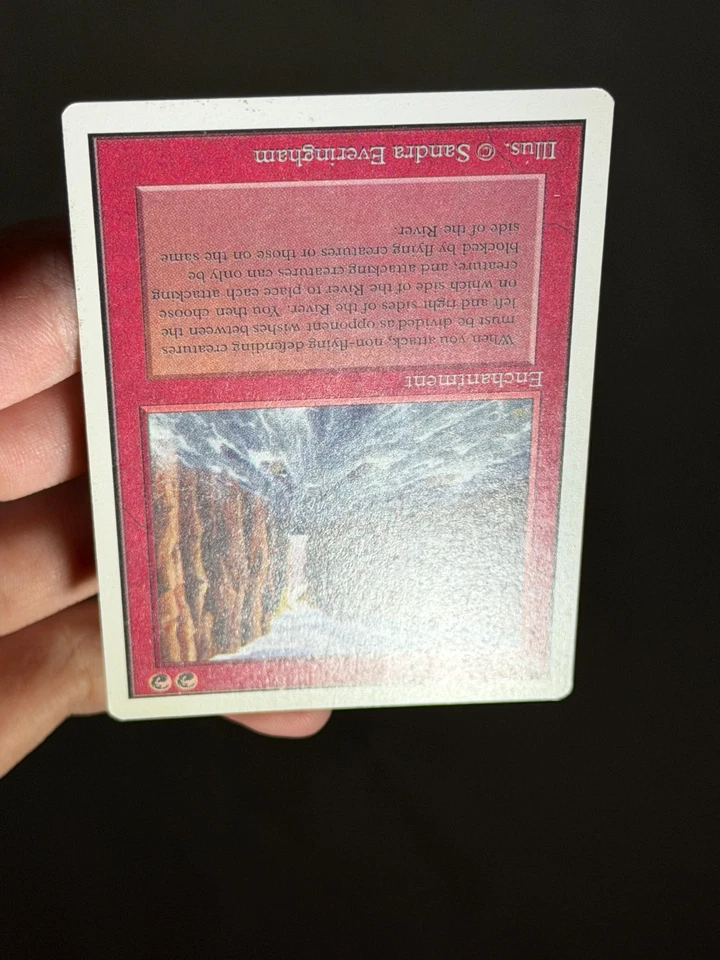 Enchantment
When you attack, non-flying defending creatures
must be divided as opponent wishes between the
left and right sides of the River. You then choose
on which side of the River to place each attacking
creature, and attacking creatures can only be
blocked by flying creatures or those on the same
side of the River.
Illus. © Sandra Everingham